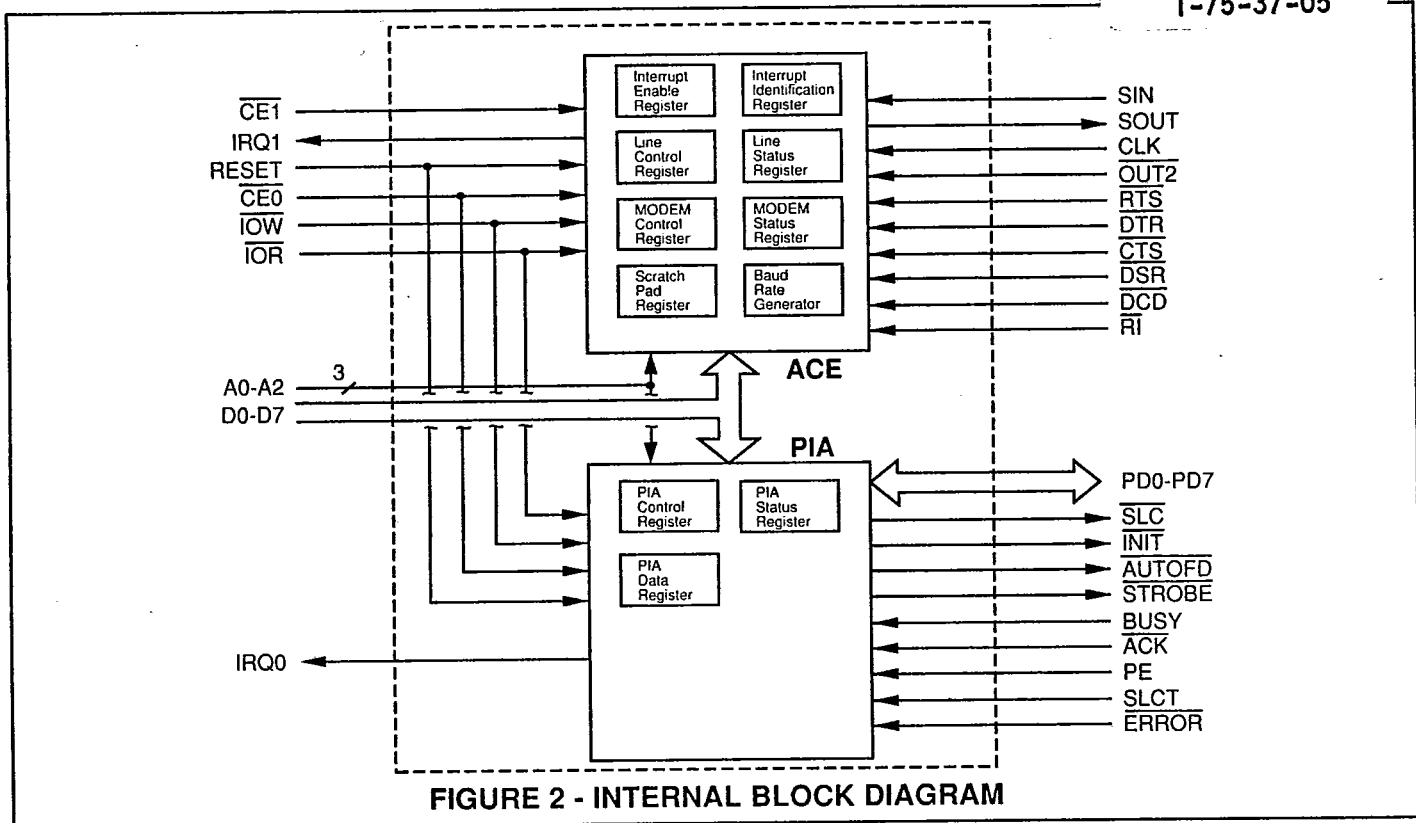 T-75-37-05
CE1
IRQ1
RESET
CE0
IOW
IOR
A0-A2
3
D0-D7
IRQ0
Interrupt
Enable
Register
Interrupt
Identification
Register
Line
Control
Register
Line
Status
Register
MODEM
Control
Register
MODEM
Status
Register
Scratch
Pad
Register
Baud
Rate
Generator
ACE
PIA
PIA
Control
Register
PIA
Status
Register
PIA
Data
Register
SIN
SOUT
CLK
OUT2
RTS
DTR
CTS
DSR
DCD
RI
PD0-PD7
SLC
INIT
AUTOFD
STROBE
BUSY
ACK
PE
SLCT
ERROR
FIGURE 2 - INTERNAL BLOCK DIAGRAM